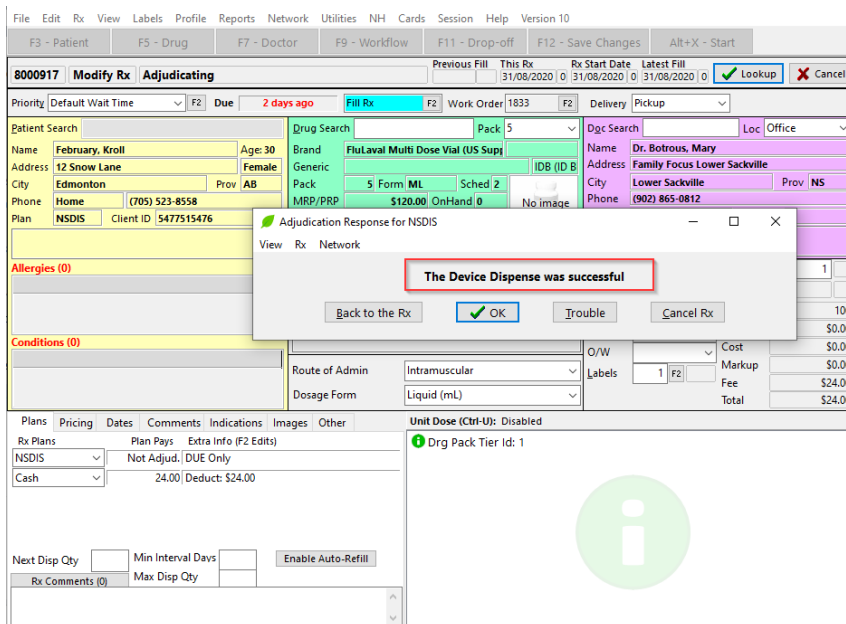 File Edit Rx View Labels Profile Reports Network Utilities NH Cards Session Help Version 10
F3 - Patient F5 - Drug F7 - Doctor F9 - Workflow F11 - Drop-off F12 - Save Changes Alt+X - Start
Previous Fill This Rx Rx Start Date Latest Fill
8000917 Modify Rx Adjudicating 31/08/2020 0 31/08/2020 0 31/08/2020 0 Lookup Cancel
Priority Default Wait Time F2 Due 2 days ago Fill Rx F2 Work Order 1833 F2 Delivery Pickup
Patient Search Drug Search Pack 5 Doc Search Loc Office
Name February, Kroll Age: 30 Brand FluLaval Multi Dose Vial (US Supp Name Dr. Botrous, Mary
Address 12 Snow Lane Female Generic IDB (ID B Address Family Focus Lower Sackville
City Edmonton Prov AB Pack 5 Form ML Sched 2 City Lower Sackville Prov NS
Phone Home (705) 523-8558 MRP/PRP $120.00 OnHand 0 No image Phone (902) 865-0812
Plan NSDIS Client ID 5477515476
Adjudication Response for NSDIS
View Rx Network
The Device Dispense was successful
Back to the Rx OK Trouble Cancel Rx
Allergies (0) 1
10
$0.0
Conditions (0)
O/W Cost $0.0
Route of Admin Intramuscular Labels 1 F2 Markup $0.0
Fee $24.0
Dosage Form Liquid (mL) Total $24.0
Plans Pricing Dates Comments Indications Images Other Unit Dose (Ctrl-U): Disabled
Rx Plans Plan Pays Extra Info (F2 Edits) Drg Pack Tier Id: 1
NSDIS Not Adjud. DUE Only
Cash 24.00 Deduct: $24.00
Next Disp Qty Min Interval Days Enable Auto-Refill
Rx Comments (0) Max Disp Qty